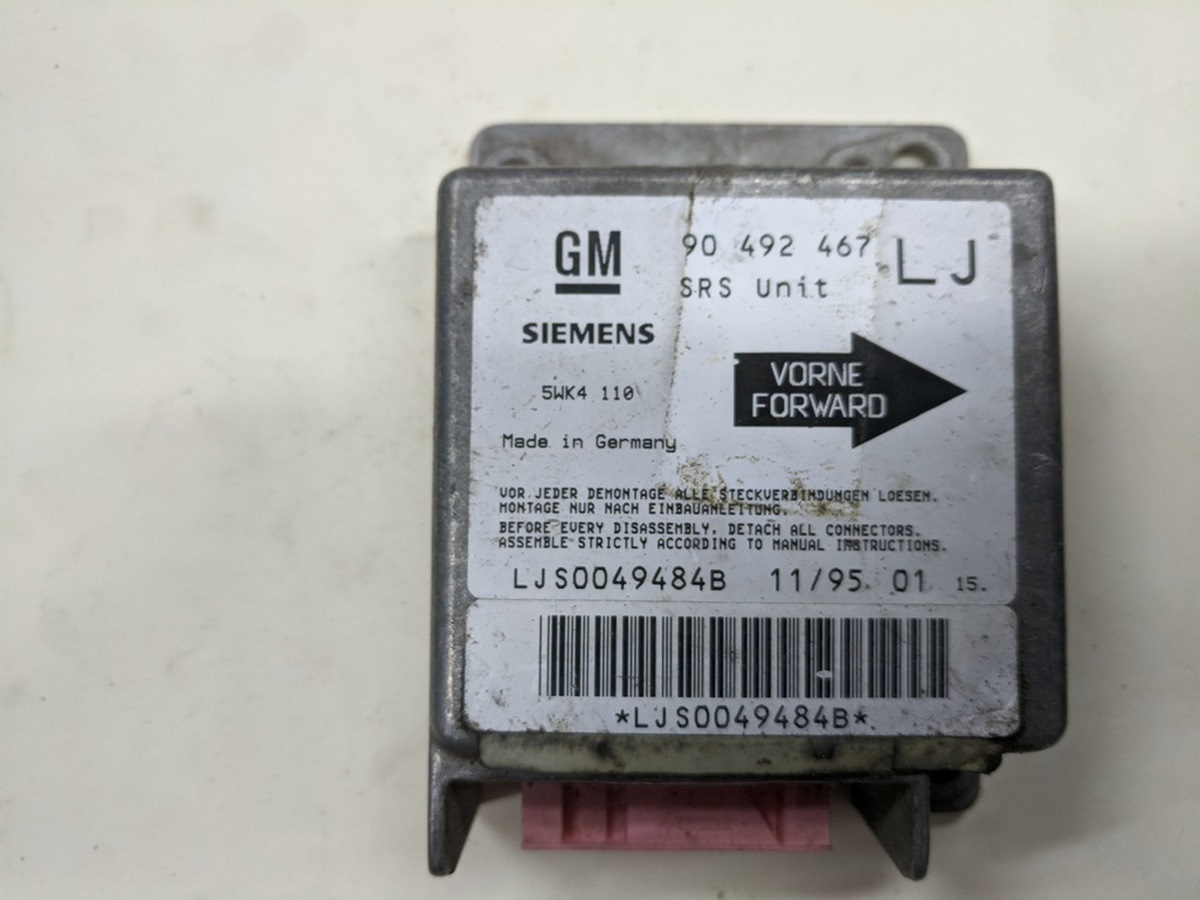 GM 90 492 467 LJ
SRS Unit
SIEMENS
VORNE
FORWARD
5WK4 110
Made in Germany
VOR JEDER DEMONTAGE ALLE STECKVERBINDUNGEN LOESEN.
MONTAGE NUR NACH EINBAUANLEITUNG.
BEFORE EVERY DISASSEMBLY, DETACH ALL CONNECTORS.
ASSEMBLE STRICTLY ACCORDING TO MANUAL INSTRUCTIONS.
LJS0049484B 11/95 01 15.
*LJS0049484B*